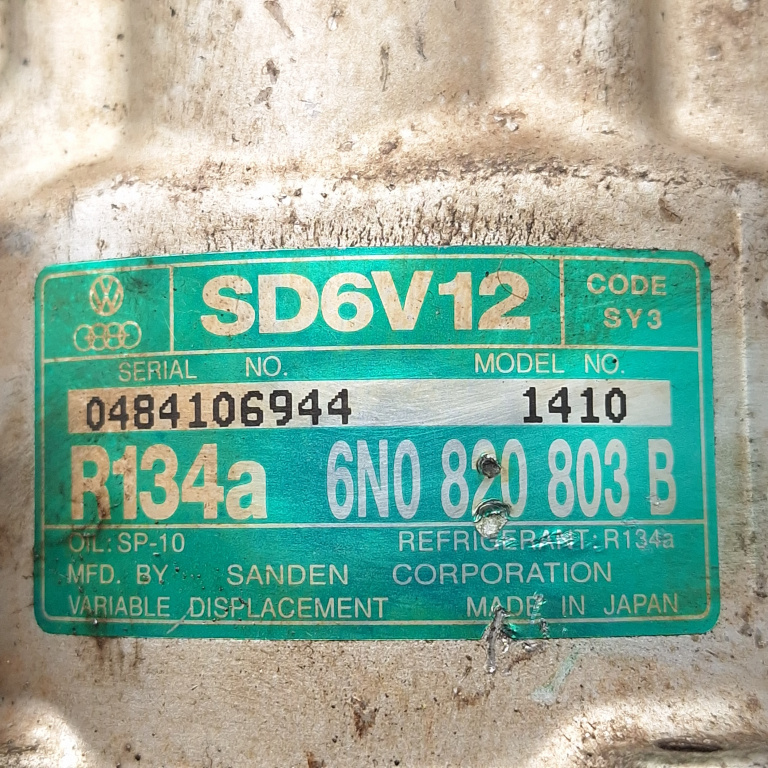 SD6V12
CODE
SY3
SERIAL NO. MODEL NO.
0484106944 1410
R134a 6N0 820 803 B
OIL: SP-10 REFRIGERANT: R134a
MFD. BY SANDEN CORPORATION
VARIABLE DISPLACEMENT MADE IN JAPAN